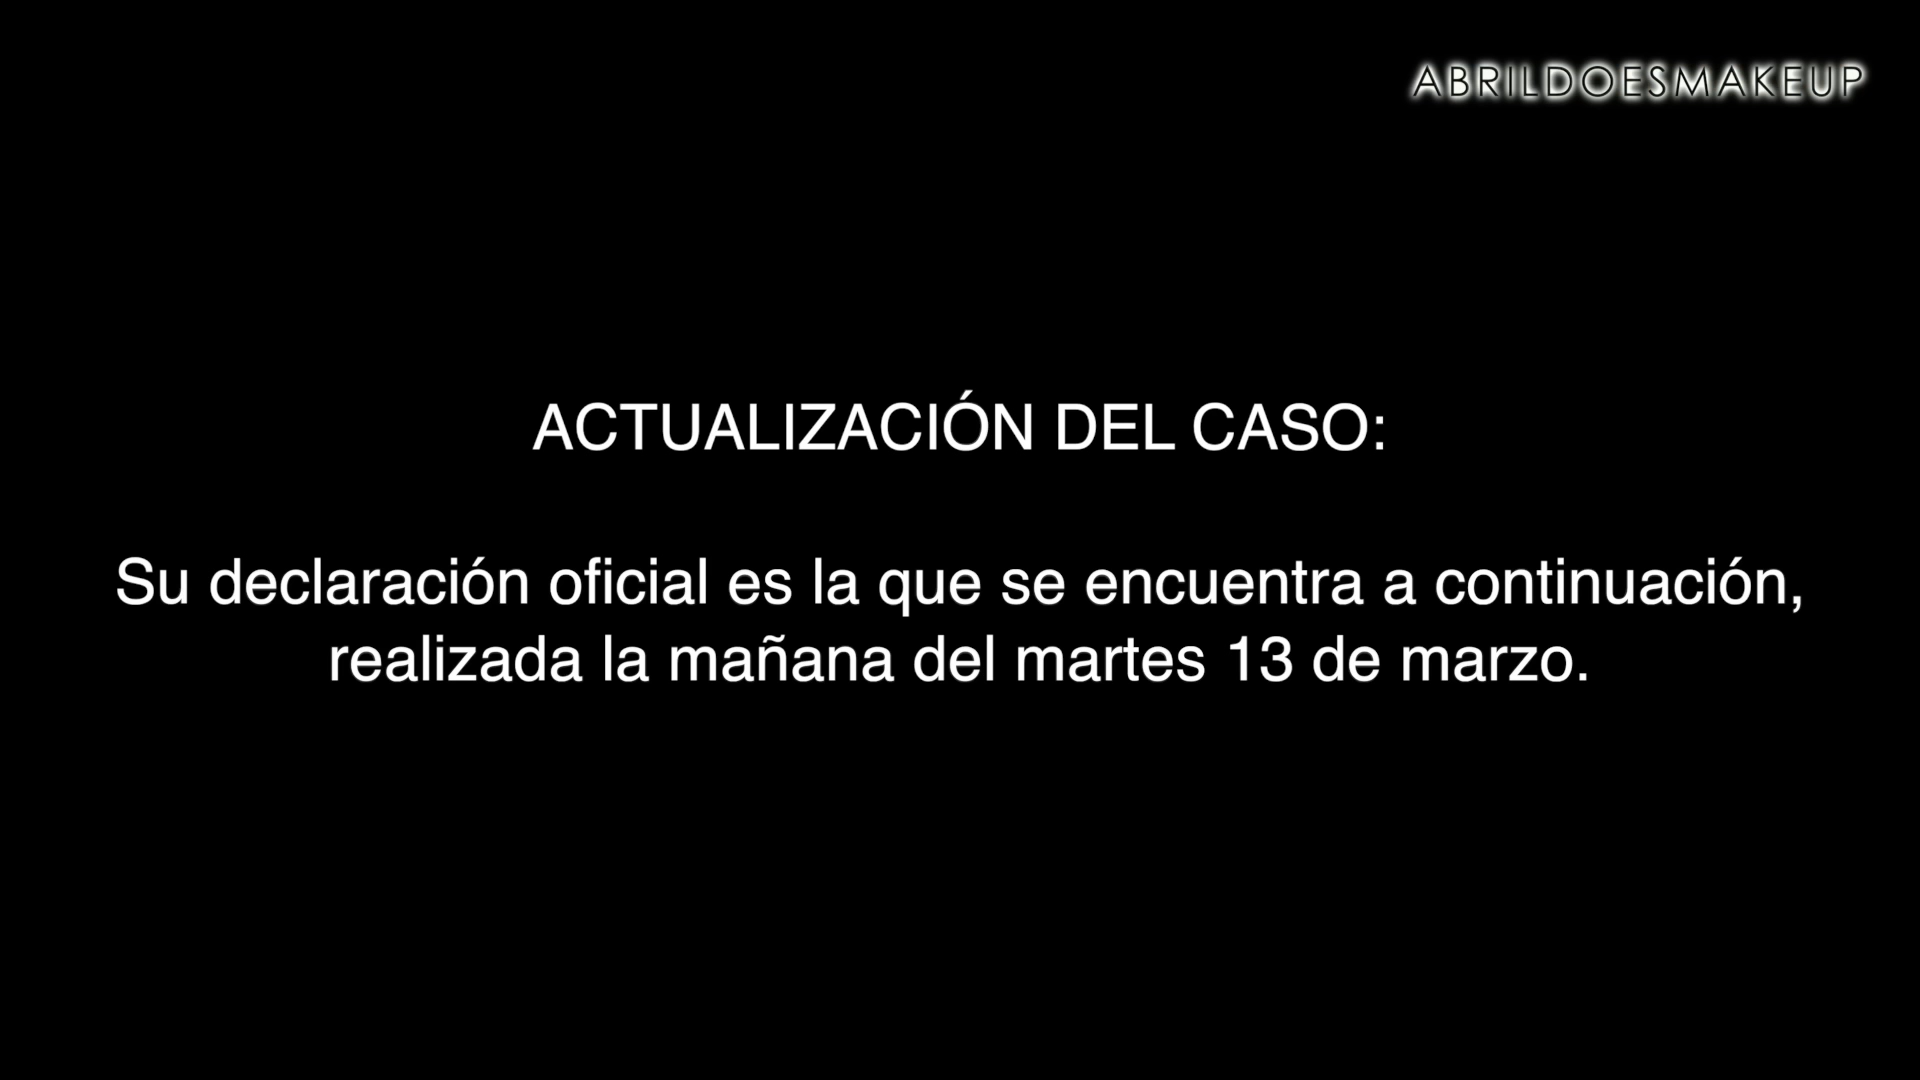 ABRILDOESMAKEUP
ACTUALIZACIÓN DEL CASO:
Su declaración oficial es la que se encuentra a continuación,
realizada la mañana del martes 13 de marzo.